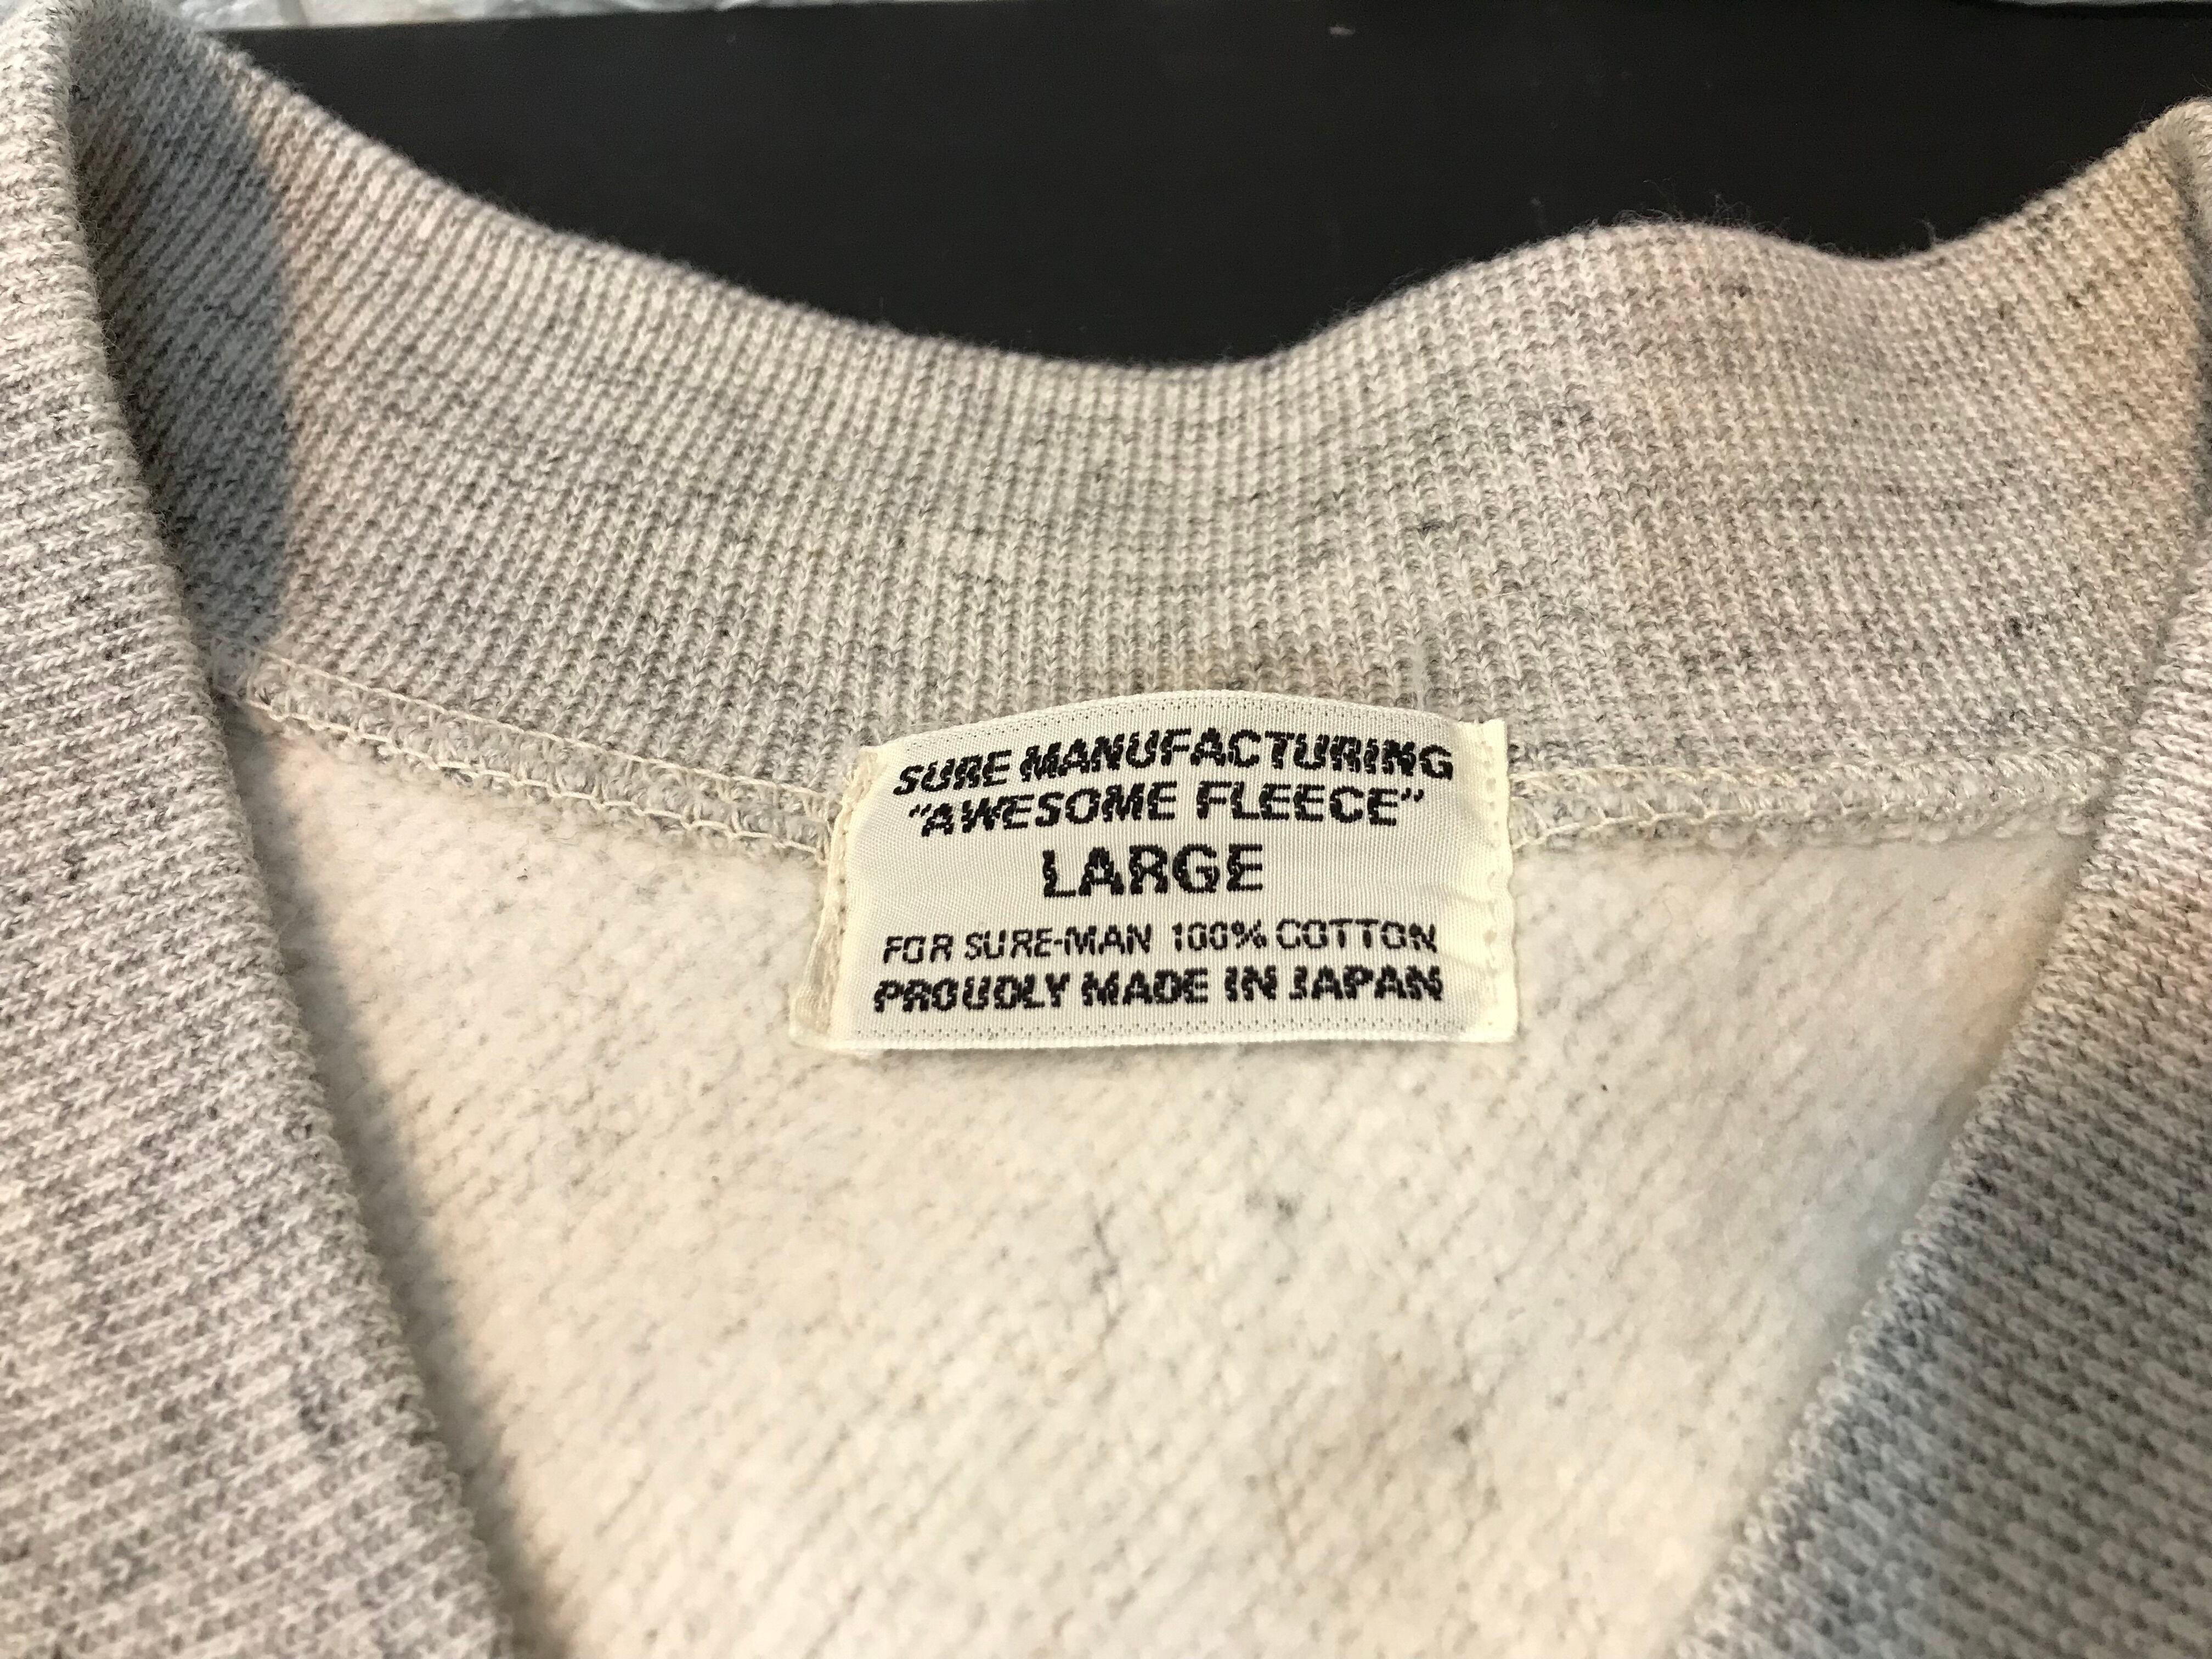 SURE MANUFACTURING
"AWESOME FLEECE"
LARGE
FOR SURE-MAN 100% COTTON
PROUDLY MADE IN JAPAN